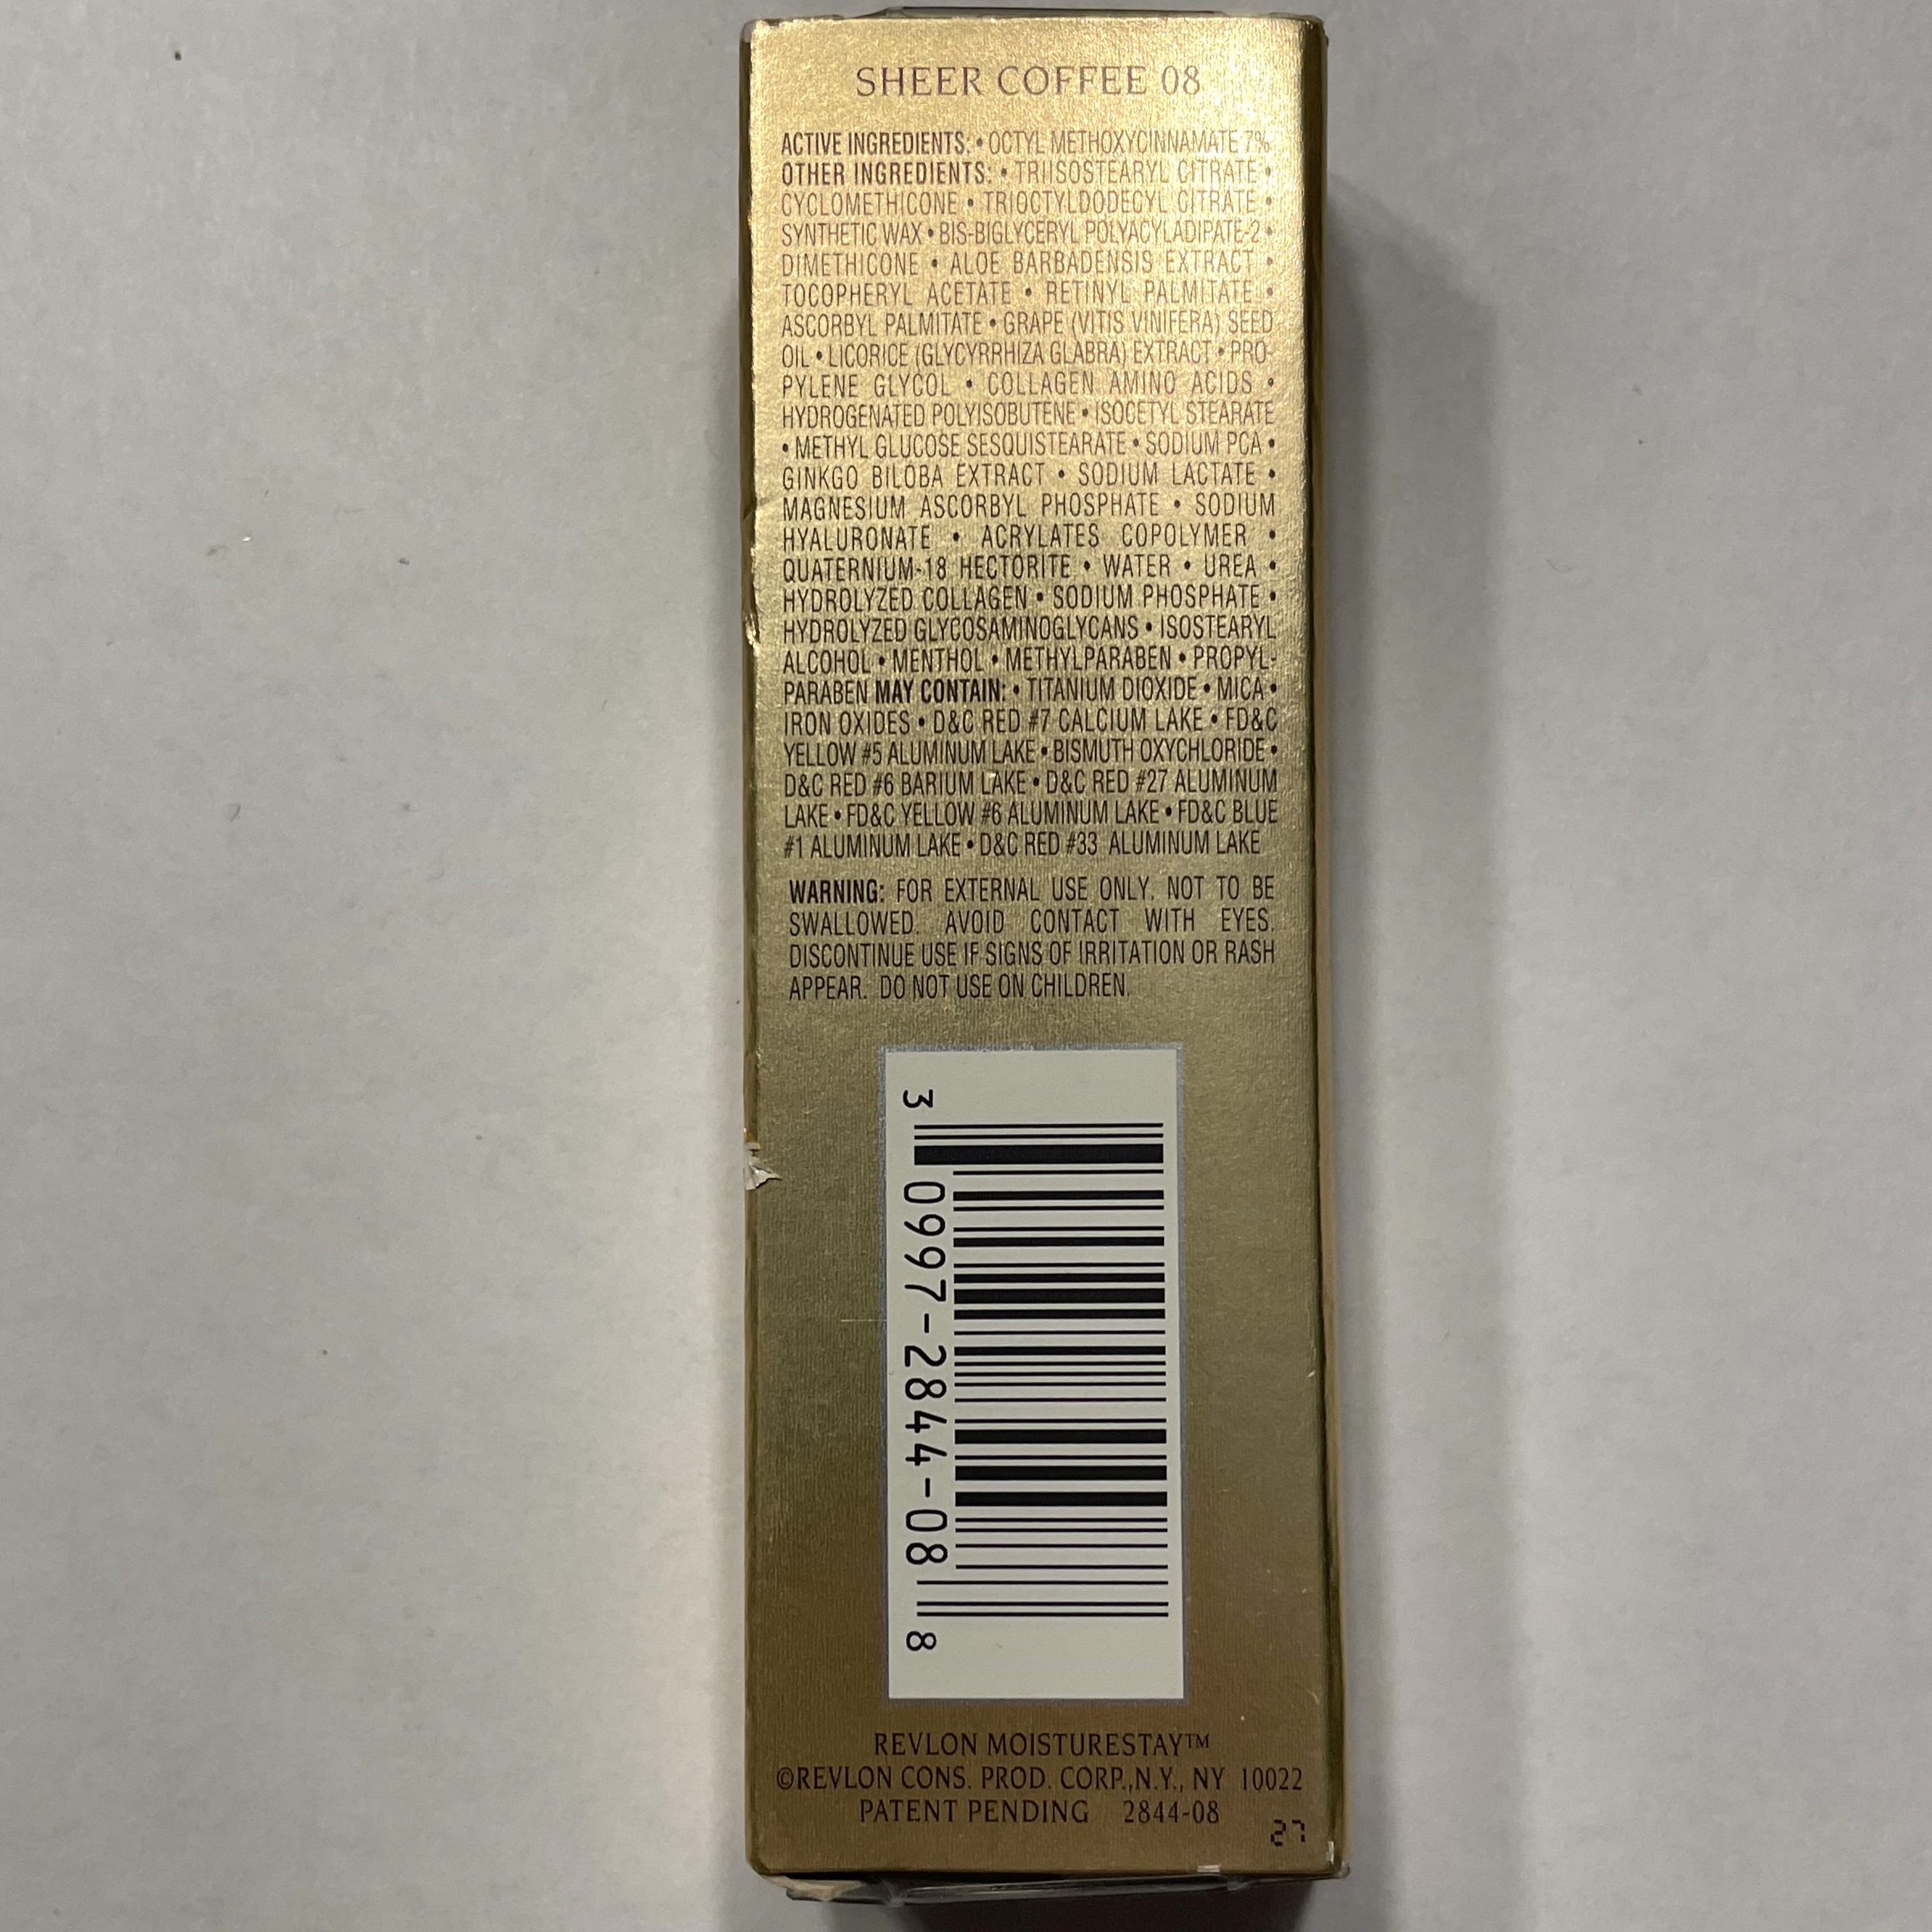 SHEER COFFEE 08
ACTIVE INGREDIENTS: • OCTYL METHOXYCINNAMATE 7%
OTHER INGREDIENTS: • TRIISOSTEARYL CITRATE •
CYCLOMETHICONE • TRIOCTYLDODECYL CITRATE •
SYNTHETIC WAX • BIS-BIGLYCERYL POLYACYLADIPATE-2 •
DIMETHICONE • ALOE BARBADENSIS EXTRACT •
TOCOPHERYL ACETATE • RETINYL PALMITATE •
ASCORBYL PALMITATE • GRAPE (VITIS VINIFERA) SEED
OIL • LICORICE (GLYCYRRHIZA GLABRA) EXTRACT • PRO-
PYLENE GLYCOL • COLLAGEN AMINO ACIDS •
HYDROGENATED POLYISOBUTENE • ISOCETYL STEARATE
• METHYL GLUCOSE SESQUISTEARATE • SODIUM PCA •
GINKGO BILOBA EXTRACT • SODIUM LACTATE •
MAGNESIUM ASCORBYL PHOSPHATE • SODIUM
HYALURONATE • ACRYLATES COPOLYMER •
QUATERNIUM-18 HECTORITE • WATER • UREA •
HYDROLYZED COLLAGEN • SODIUM PHOSPHATE •
HYDROLYZED GLYCOSAMINOGLYCANS • ISOSTEARYL
ALCOHOL • MENTHOL • METHYLPARABEN • PROPYL-
PARABEN MAY CONTAIN: • TITANIUM DIOXIDE • MICA •
IRON OXIDES • D&C RED #7 CALCIUM LAKE • FD&C
YELLOW #5 ALUMINUM LAKE • BISMUTH OXYCHLORIDE •
D&C RED #6 BARIUM LAKE • D&C RED #27 ALUMINUM
LAKE • FD&C YELLOW #6 ALUMINUM LAKE • FD&C BLUE
#1 ALUMINUM LAKE • D&C RED #33 ALUMINUM LAKE
WARNING: FOR EXTERNAL USE ONLY. NOT TO BE
SWALLOWED. AVOID CONTACT WITH EYES.
DISCONTINUE USE IF SIGNS OF IRRITATION OR RASH
APPEAR. DO NOT USE ON CHILDREN.
3 0997-2844-08 8
REVLON MOISTURESTAY™
©REVLON CONS. PROD. CORP.,N.Y., NY 10022
PATENT PENDING 2844-08
27